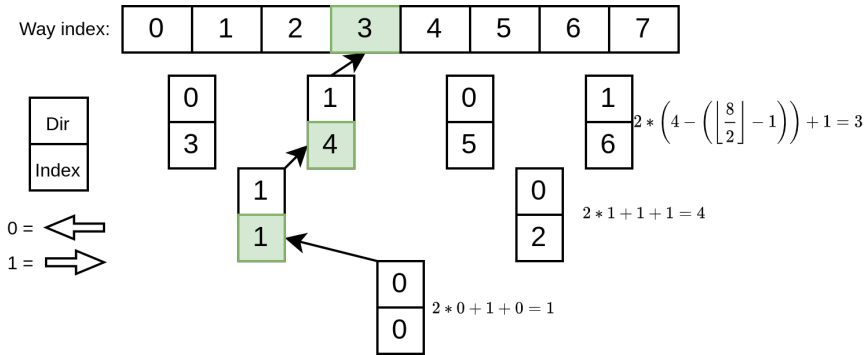 Way index: 0 1 2 3 4 5 6 7
0 1 0 1
Dir
3 4 5 6
2 ∗ (4 − (⌊8/2⌋ − 1)) + 1 = 3
Index
1 0
0 =
1 2
2 ∗ 1 + 1 + 1 = 4
1 =
0
0
2 ∗ 0 + 1 + 0 = 1